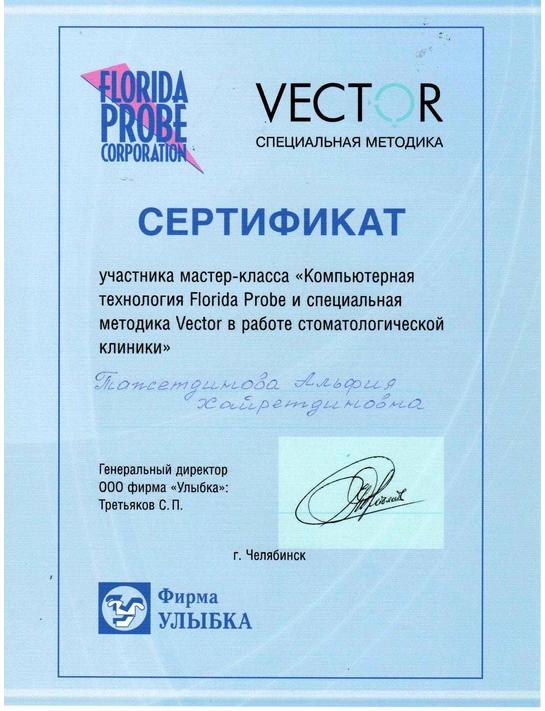 FLORIDA
PROBE
CORPORATION
VECTOR
СПЕЦИАЛЬНАЯ МЕТОДИКА
СЕРТИФИКАТ
участника мастер-класса «Компьютерная
технология Florida Probe и специальная
методика Vector в работе стоматологической
клиники»
Тажетдинова Альфия
Хайретдиновна
Генеральный директор
ООО фирма «Улыбка»:
Третьяков С. П.
г. Челябинск
Фирма
УЛЫБКА